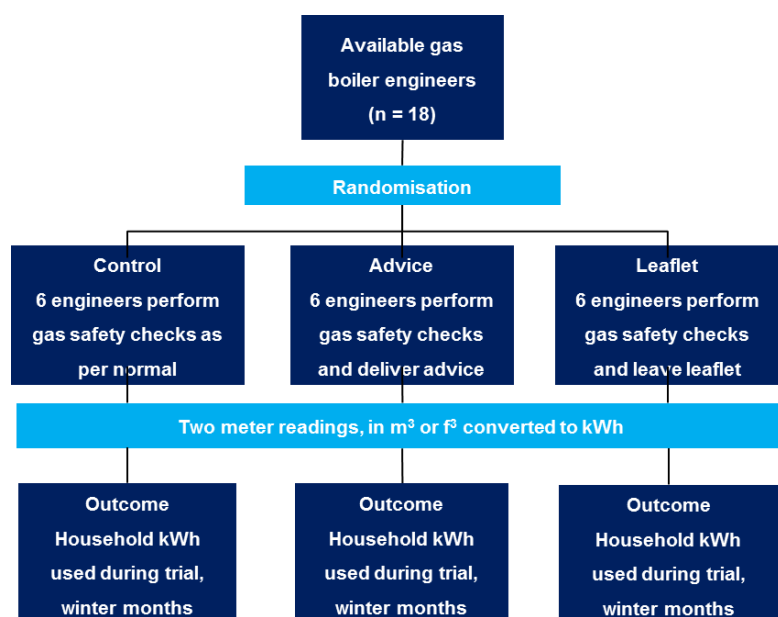 Available gas
boiler engineers
(n = 18)
Randomisation
Control
6 engineers perform
gas safety checks as
per normal
Advice
6 engineers perform
gas safety checks
and deliver advice
Leaflet
6 engineers perform
gas safety checks
and leave leaflet
Two meter readings, in m³ or f³ converted to kWh
Outcome
Household kWh
used during trial,
winter months
Outcome
Household kWh
used during trial,
winter months
Outcome
Household kWh
used during trial,
winter months